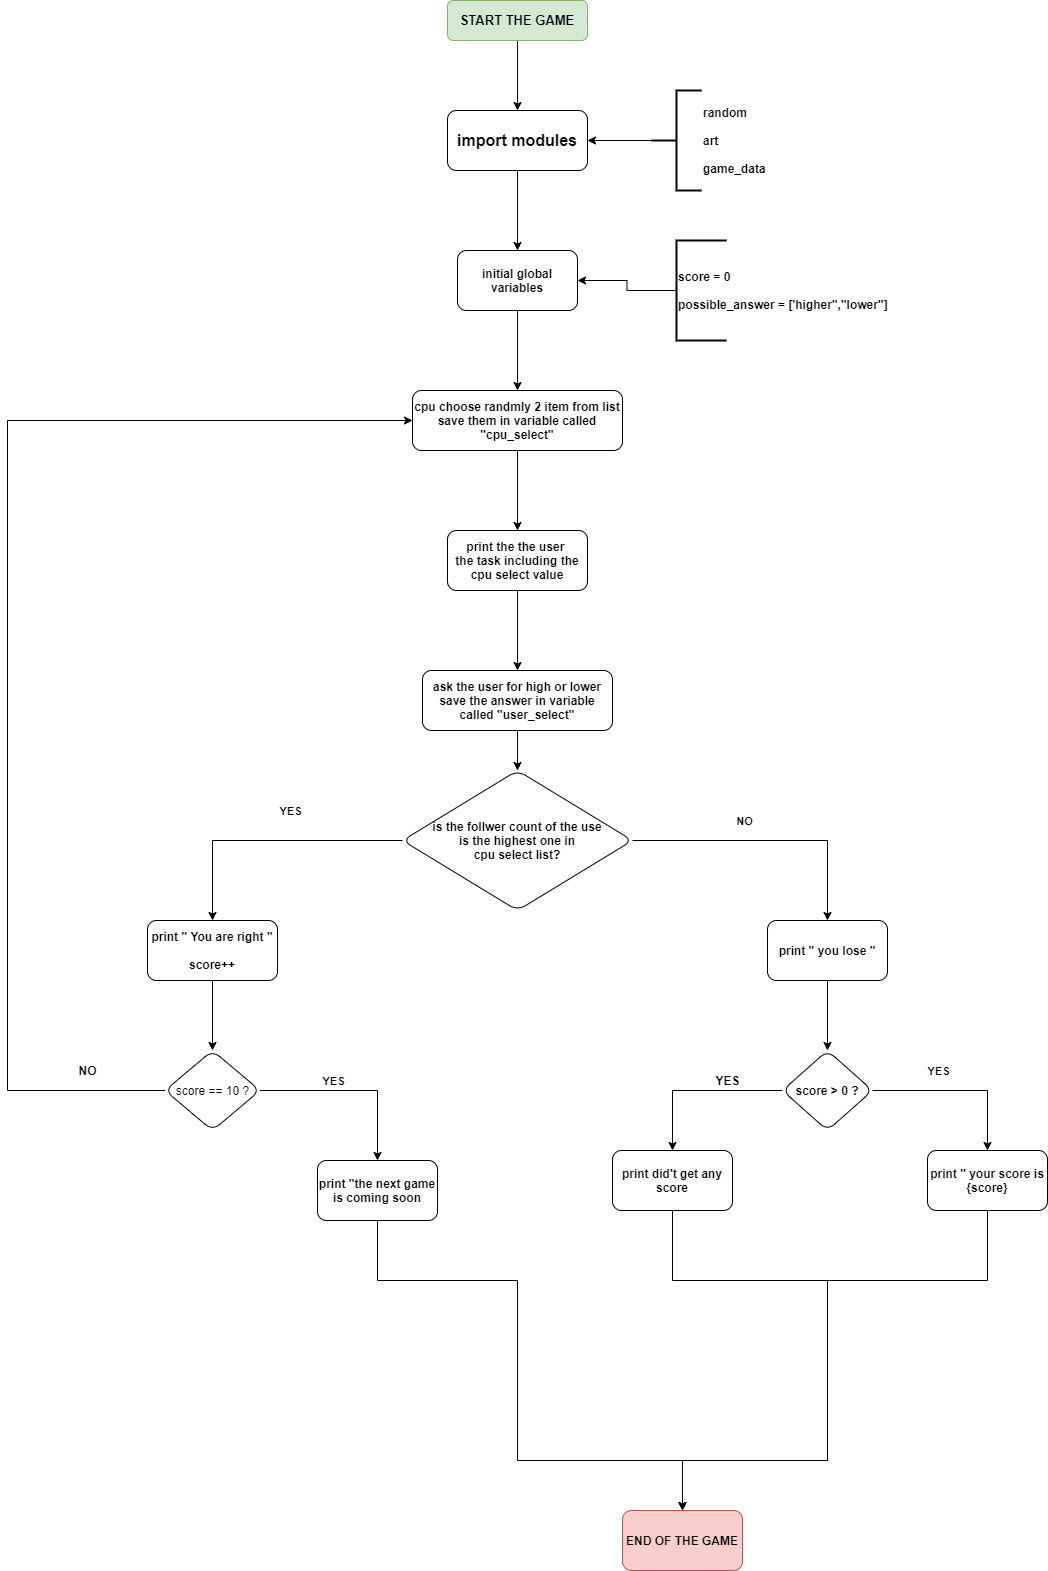 START THE GAME
import modules
random
art
game_data
initial global
variables
score = 0
possible_answer = ['higher","lower"]
cpu choose randmly 2 item from list
save them in variable called
"cpu_select"
print the the user
the task including the
cpu select value
ask the user for high or lower
save the answer in variable
called "user_select"
is the follwer count of the use
is the highest one in
cpu select list?
YES
NO
print " You are right "
score++
print " you lose "
score == 10 ?
NO
YES
score > 0 ?
YES
YES
print "the next game
is coming soon
print did't get any
score
print " your score is
{score}
END OF THE GAME